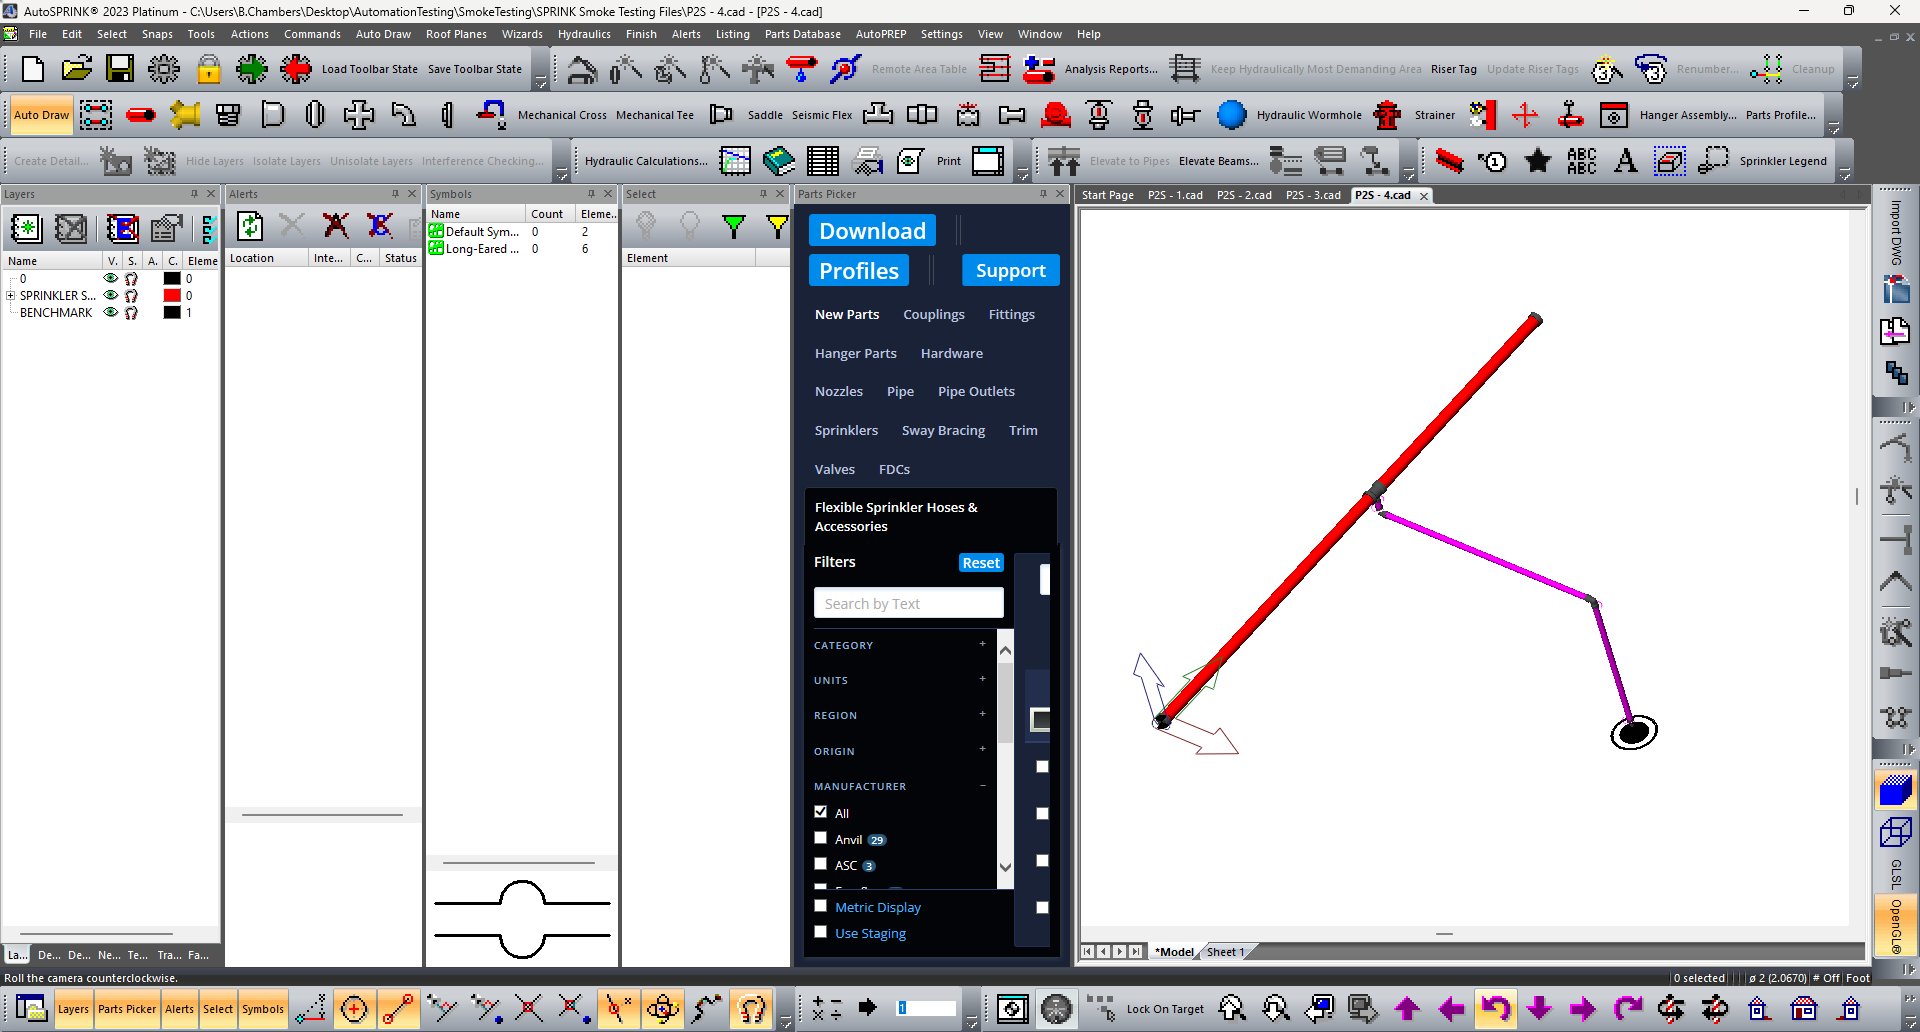 AutoSPRINK® 2023 Platinum - C:\Users\B.Chambers\Desktop\AutomationTesting\SmokeTesting\SPRINK Smoke Testing Files\P2S - 4.cad - [P2S - 4.cad]
File Edit Select Snaps Tools Actions Commands Auto Draw Roof Planes Wizards Hydraulics Finish Alerts Listing Parts Database AutoPREP Settings View Window Help
Load Toolbar State Save Toolbar State Remote Area Table Analysis Reports... Keep Hydraulically Most Demanding Area Riser Tag Update Riser Tags Renumber... Cleanup
Auto Draw Mechanical Cross Mechanical Tee Saddle Seismic Flex Hydraulic Wormhole Strainer Hanger Assembly... Parts Profile...
Create Detail... Hide Layers Isolate Layers Unisolate Layers Interference Checking... Hydraulic Calculations... Print Elevate to Pipes Elevate Beams... ABC ABC A Sprinkler Legend
Layers Alerts Symbols Select Parts Picker Start Page P2S - 1.cad P2S - 2.cad P2S - 3.cad P2S - 4.cad
Name V. S. A. C. Eleme
0 0
SPRINKLER S... 0
BENCHMARK 1
Location Inte... C... Status
Name Count Eleme...
Default Sym... 0 2
Long-Eared ... 0 6
Element
Download
Profiles Support
New Parts Couplings Fittings
Hanger Parts Hardware
Nozzles Pipe Pipe Outlets
Sprinklers Sway Bracing Trim
Valves FDCs
Flexible Sprinkler Hoses &
Accessories
Filters Reset
Search by Text
CATEGORY +
UNITS +
REGION +
ORIGIN +
MANUFACTURER −
All
Anvil 29
ASC 3
Metric Display
Use Staging
Import DWG
GLSL
OpenGL®
*Model Sheet 1
La... De... De... Ne... Te... Tra... Fa...
Roll the camera counterclockwise.
0 selected ø 2 (2.0670) # Off Foot
Layers Parts Picker Alerts Select Symbols 1 Lock On Target